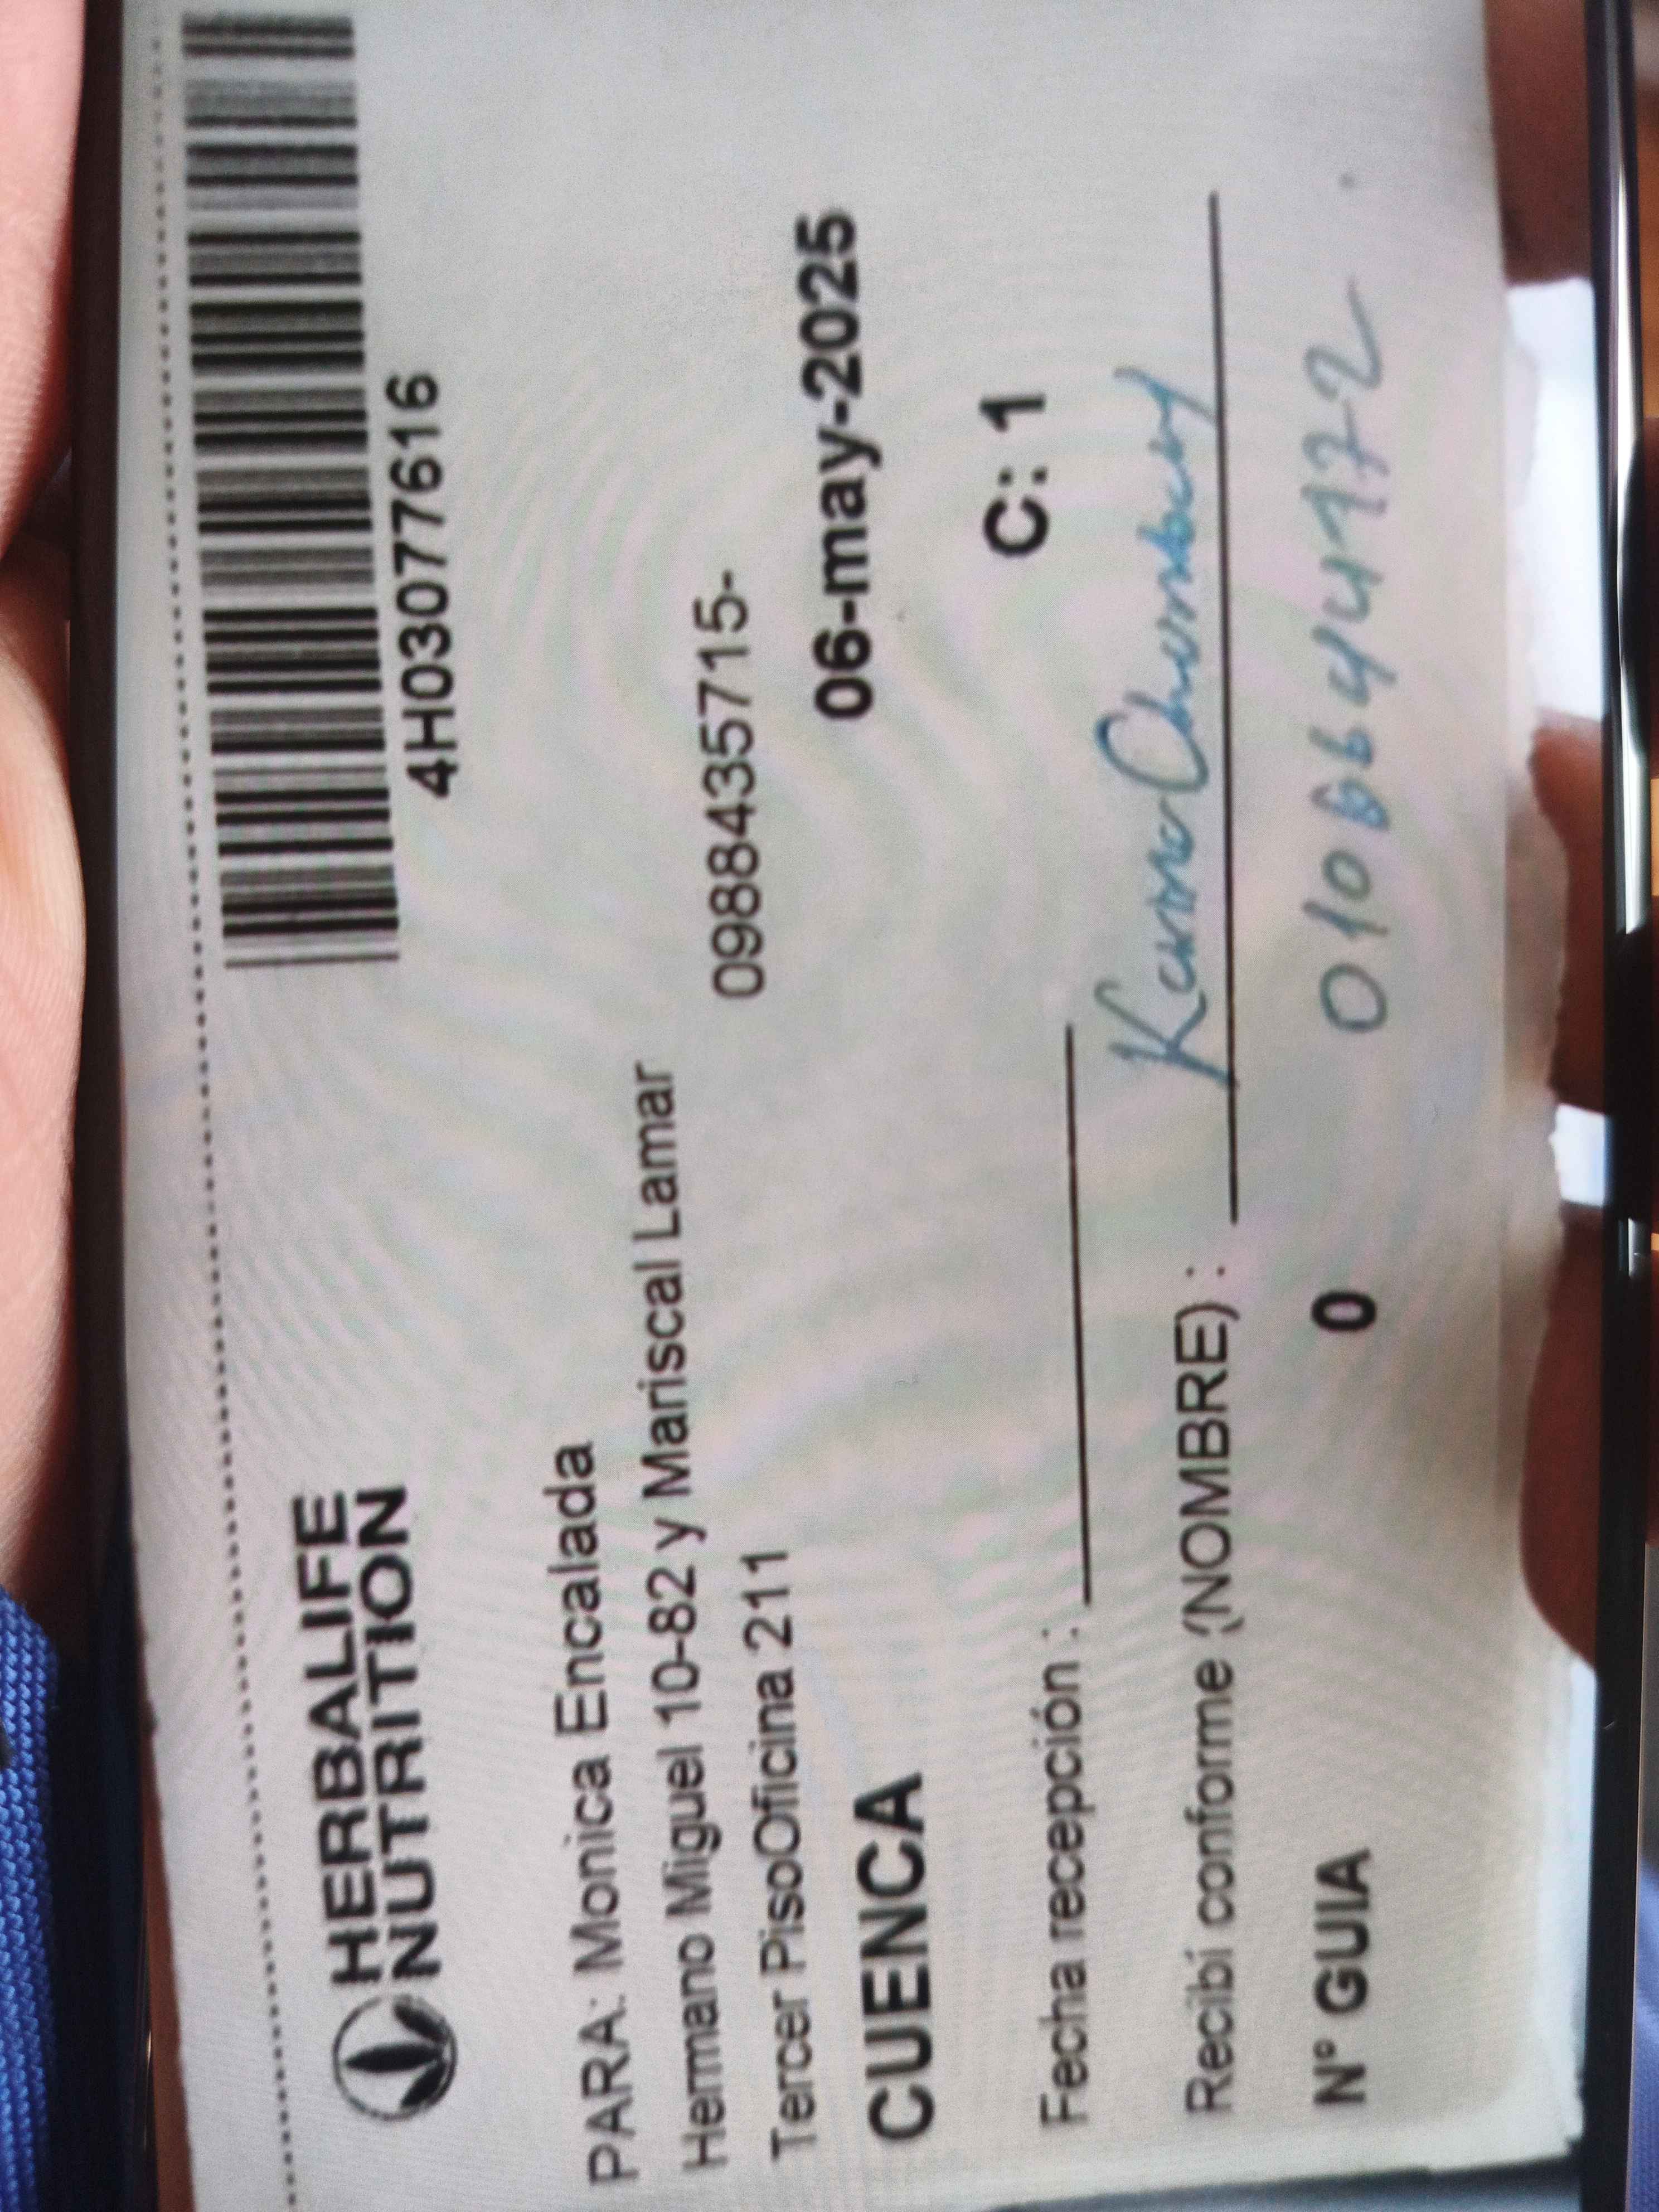 HERBALIFE
NUTRITION
4H03077616
PARA: Monica Encalada
Hermano Miguel 10-82 y Mariscal Lamar
Tercer PisoOficina 211
0988435715-
CUENCA
06-may-2025
C: 1
Fecha recepción :
Recibí conforme (NOMBRE) :
N° GUIA 0